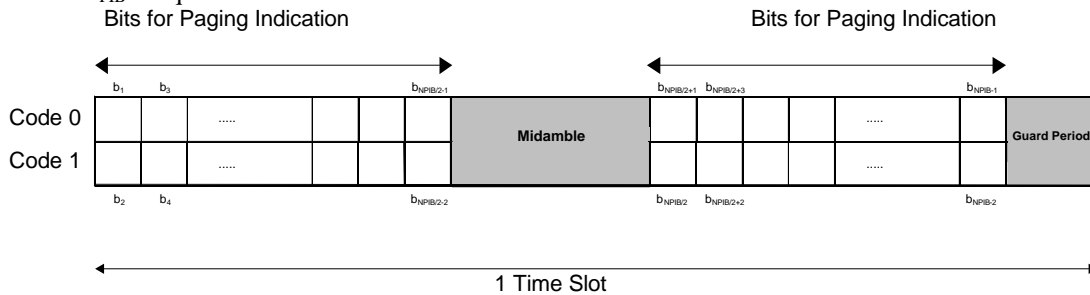 Bits for Paging Indication Bits for Paging Indication
b1 b3 bNPIB/2-1 bNPIB/2+1 bNPIB/2+3 bNPIB-1
Code 0 ..... Midamble ..... Guard Period
Code 1 ..... .....
b2 b4 bNPIB/2-2 bNPIB/2 bNPIB/2+2 bNPIB-2
1 Time Slot